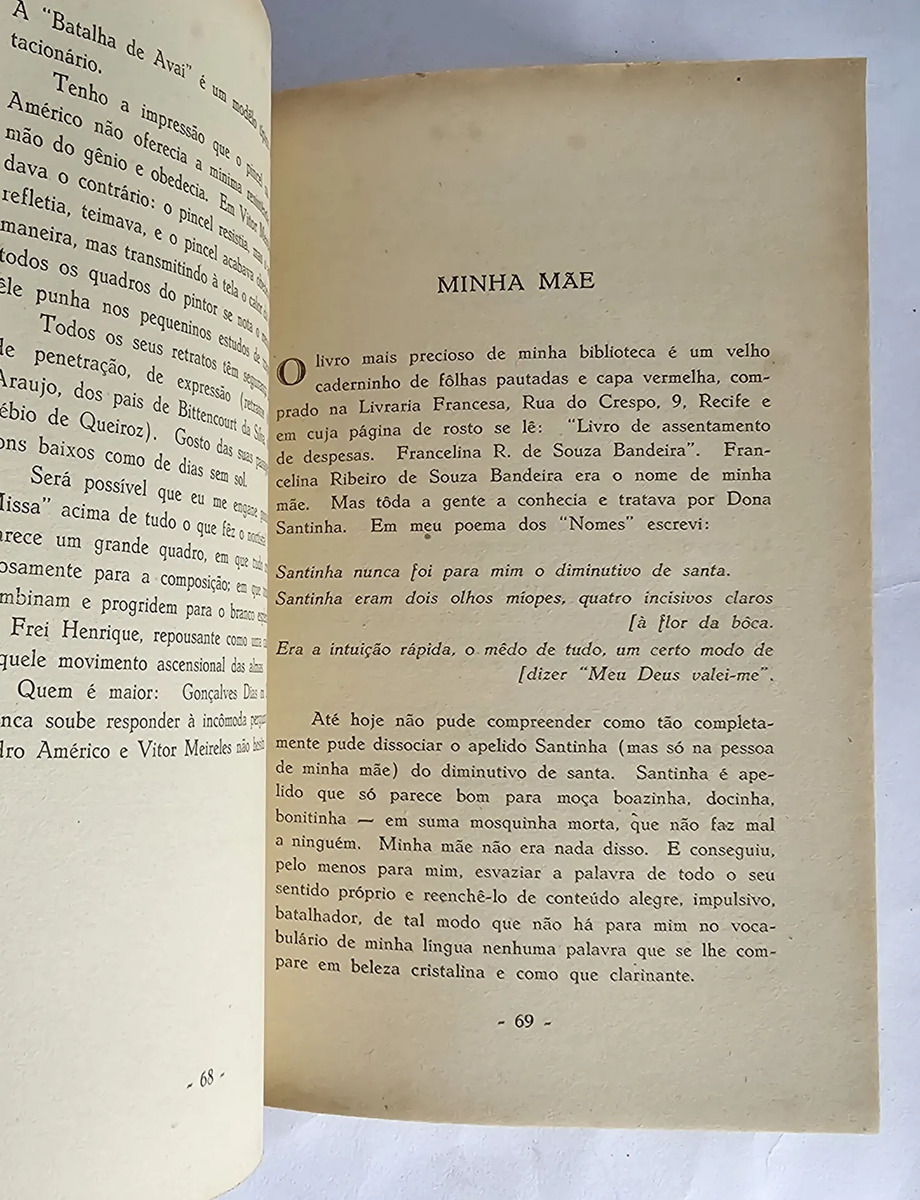 A “Batalha de Avai” é um modêlo
tacionário.
Tenho a impressão que o pincel
Américo não oferecia a mínima
mão do gênio e obedecia. Em Vitor
dava o contrário: o pincel resistia, mas
refletia, teimava, e o pincel acabava
maneira, mas transmitindo à tela o calor
todos os quadros do pintor se nota o
êle punha nos pequeninos estudos de
Todos os seus retratos têm
de penetração, de expressão (retratos
Araujo, dos pais de Bittencourt da Silva,
ébio de Queiroz). Gosto das suas
ons baixos como de dias sem sol.
Será possível que eu me engane
Missa” acima de tudo o que fêz o
arece um grande quadro, em que tudo
osamente para a composição; em que
mbinam e progridem para o branco
Frei Henrique, repousante como uma
quele movimento ascensional das almas
Quem é maior: Gonçalves Dias
nca soube responder à incômoda
dro Américo e Vitor Meireles não
- 68 -
MINHA MÃE
O livro mais precioso de minha biblioteca é um velho
caderninho de fôlhas pautadas e capa vermelha, com-
prado na Livraria Francesa, Rua do Crespo, 9, Recife e
em cuja página de rosto se lê: “Livro de assentamento
de despesas. Francelina R. de Souza Bandeira”. Fran-
celina Ribeiro de Souza Bandeira era o nome de minha
mãe. Mas tôda a gente a conhecia e tratava por Dona
Santinha. Em meu poema dos “Nomes” escrevi:
Santinha nunca foi para mim o diminutivo de santa.
Santinha eram dois olhos míopes, quatro incisivos claros
[à flor da bôca.
Era a intuição rápida, o mêdo de tudo, um certo modo de
[dizer “Meu Deus valei-me”.
Até hoje não pude compreender como tão completa-
mente pude dissociar o apelido Santinha (mas só na pessoa
de minha mãe) do diminutivo de santa. Santinha é ape-
lido que só parece bom para moça boazinha, docinha,
bonitinha — em suma mosquinha morta, que não faz mal
a ninguém. Minha mãe não era nada disso. E conseguiu,
pelo menos para mim, esvaziar a palavra de todo o seu
sentido próprio e reenchê-lo de conteúdo alegre, impulsivo,
batalhador, de tal modo que não há para mim no voca-
bulário de minha língua nenhuma palavra que se lhe com-
pare em beleza cristalina e como que clarinante.
- 69 -